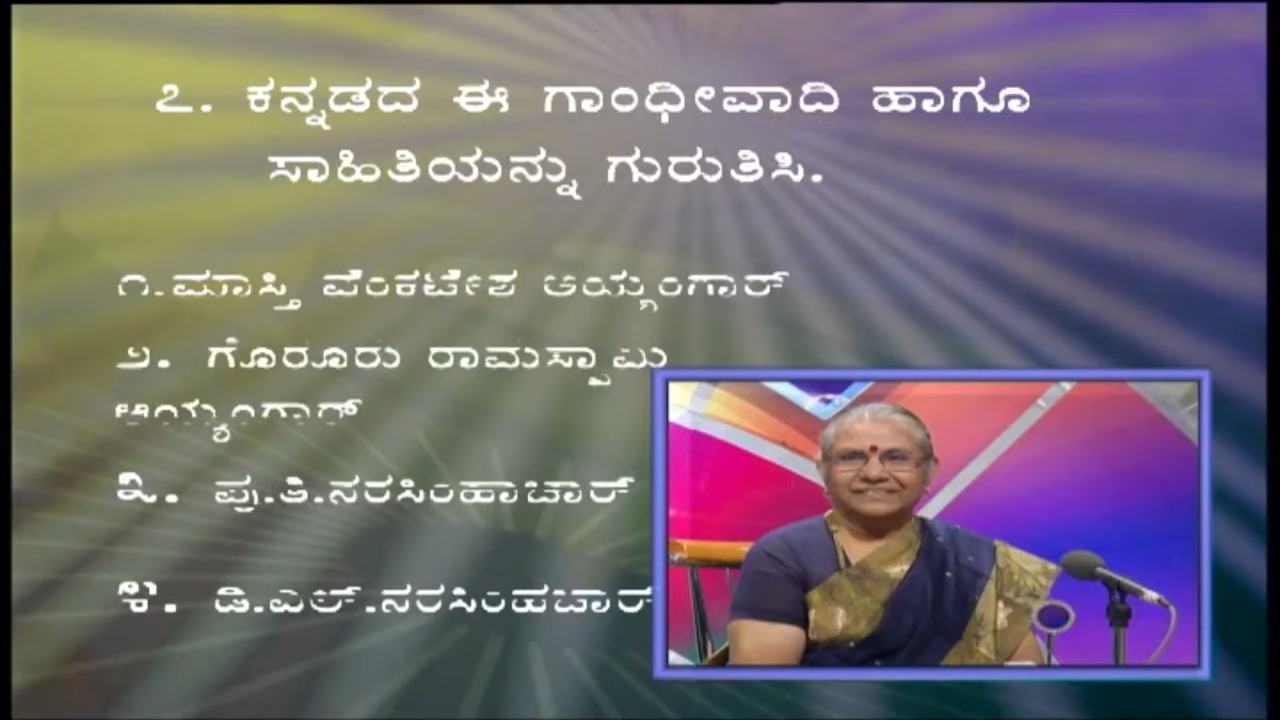 ೭. ಕನ್ನಡದ ಈ ಗಾಂಧೀವಾದಿ ಹಾಗೂ
ಸಾಹಿತಿಯನ್ನು ಗುರುತಿಸಿ.
೧.ಮಾಸ್ತಿ ವೆಂಕಟೇಶ ಅಯ್ಯಂಗಾರ್
೨. ಗೊರೂರು ರಾಮಸ್ವಾಮಿ
ಅಯ್ಯಂಗಾರ್
೩. ಪ್ರ.ತಿ.ನರಸಿಂಹಾಚಾರ್
೪. ಡಿ.ಎಲ್.ನರಸಿಂಹಚಾರ್